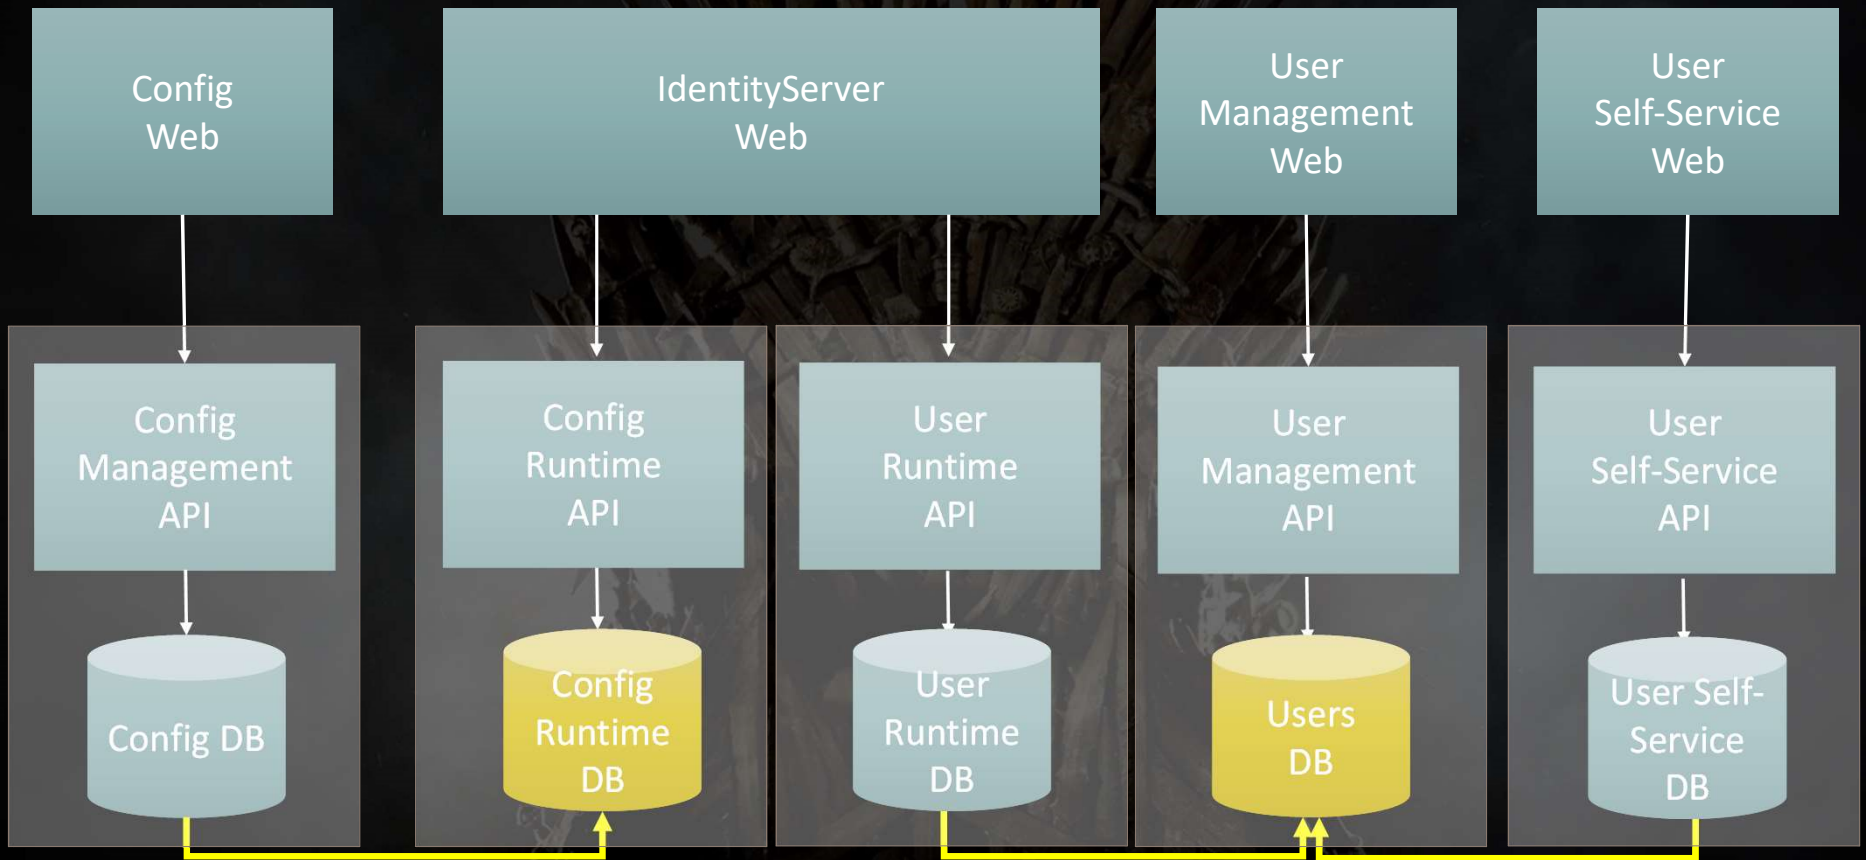 Config
Web
IdentityServer
Web
User
Management
Web
User
Self-Service
Web
Config
Management
API
Config
Runtime
API
User
Runtime
API
User
Management
API
User
Self-Service
API
Config DB
Config
Runtime
DB
User
Runtime
DB
Users
DB
User Self-
Service
DB